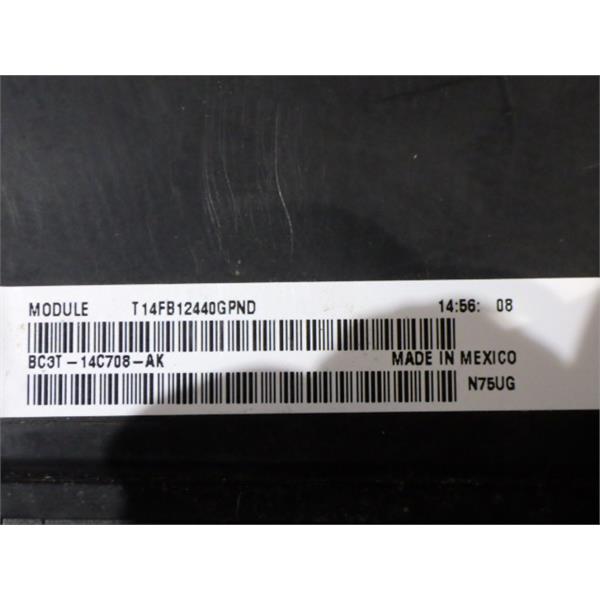 MODULE T14FB12440GPND 14:56: 08
BC3T-14C708-AK MADE IN MEXICO
N75UG